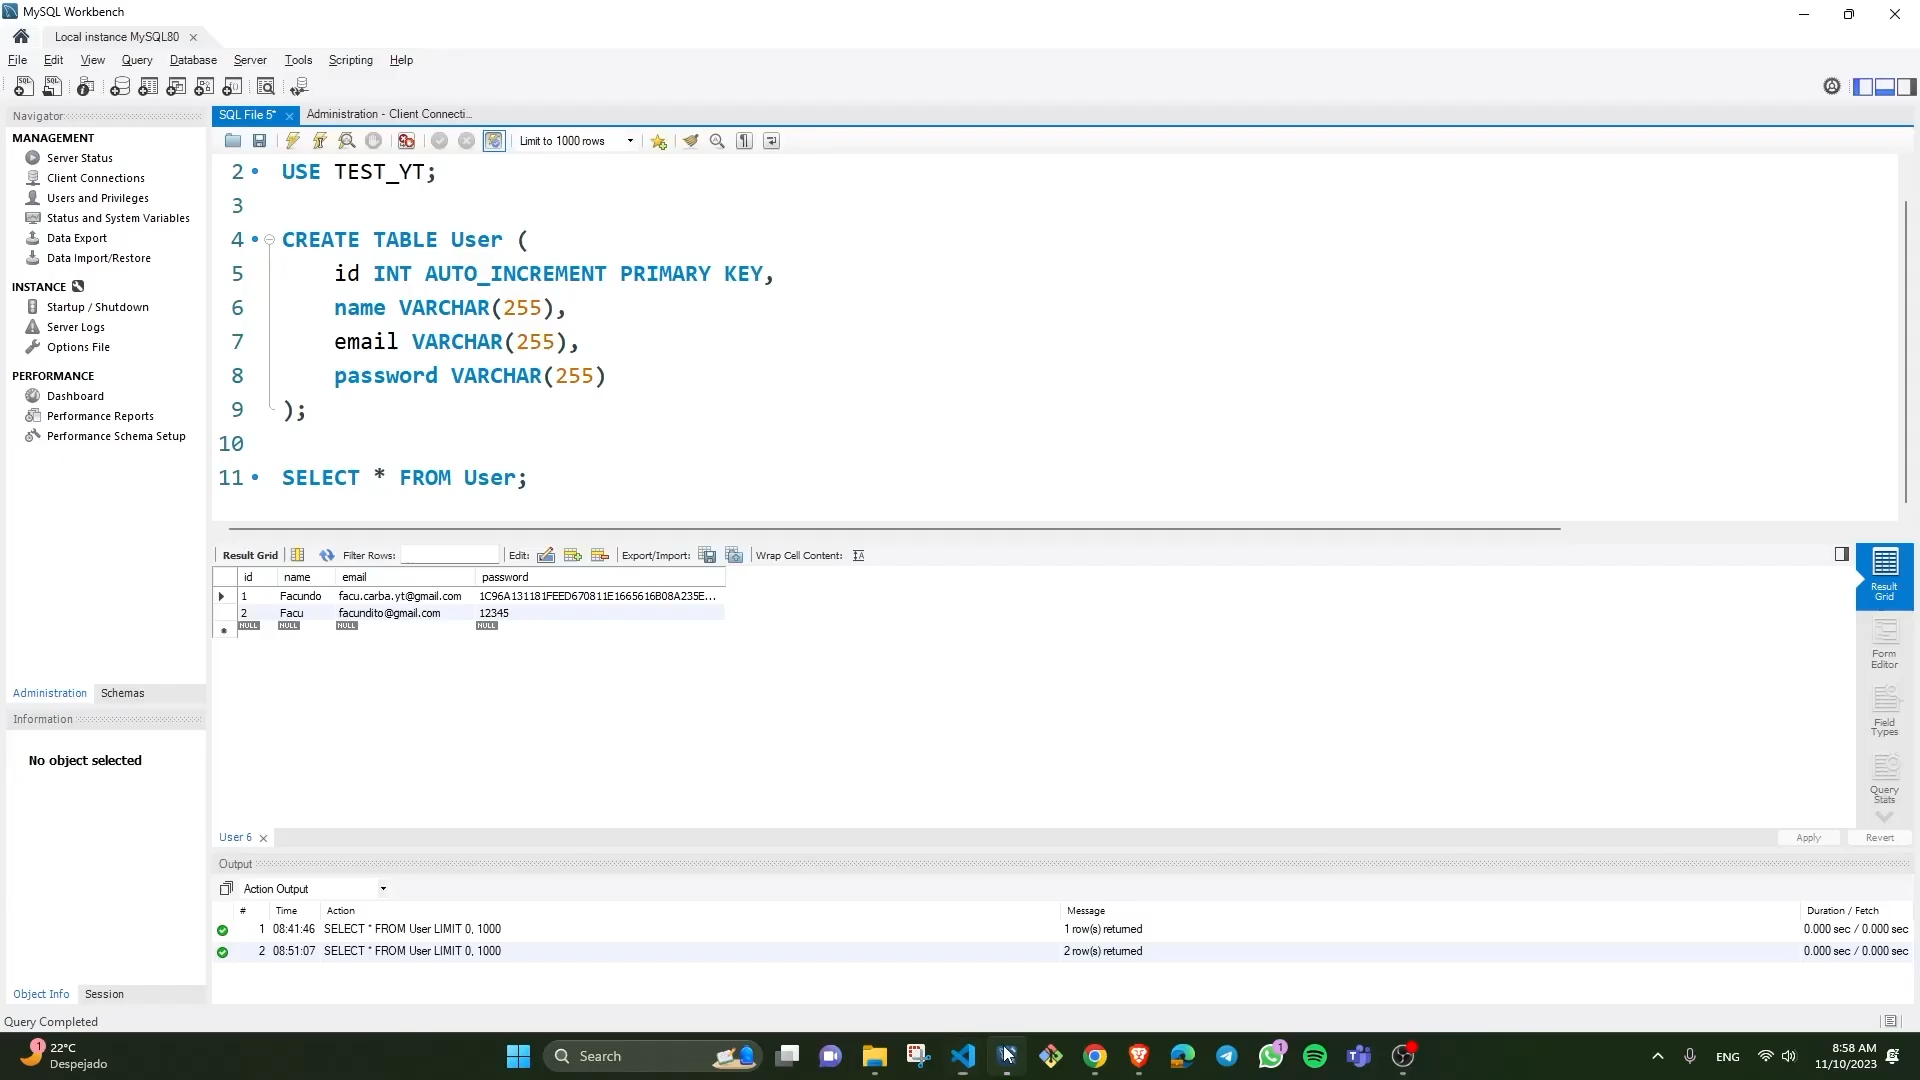 MySQL Workbench
Local instance MySQL80
File Edit View Query Database Server Tools Scripting Help
Navigator
SQL File 5*
Administration - Client Connecti...
MANAGEMENT
Server Status
Client Connections
Users and Privileges
Status and System Variables
Data Export
Data Import/Restore
INSTANCE
Startup / Shutdown
Server Logs
Options File
PERFORMANCE
Dashboard
Performance Reports
Performance Schema Setup
Administration Schemas
Information
No object selected
Object Info Session
Limit to 1000 rows
2 USE TEST_YT;
3
4 CREATE TABLE User (
5 id INT AUTO_INCREMENT PRIMARY KEY,
6 name VARCHAR(255),
7 email VARCHAR(255),
8 password VARCHAR(255)
9 );
10
11 SELECT * FROM User;
Result Grid Filter Rows: Edit: Export/Import: Wrap Cell Content:
id name email password
1 Facundo facu.carba.yt@gmail.com 1C96A131181FEED670811E1665616B08A235E...
2 Facu facundito@gmail.com 12345
NULL NULL NULL NULL
Result
Grid
Form
Editor
Field
Types
Query
Stats
User 6
Apply Revert
Output
Action Output
# Time Action Message Duration / Fetch
1 08:41:46 SELECT * FROM User LIMIT 0, 1000 1 row(s) returned 0.000 sec / 0.000 sec
2 08:51:07 SELECT * FROM User LIMIT 0, 1000 2 row(s) returned 0.000 sec / 0.000 sec
Query Completed
1
22°C
Despejado
Search
1
ENG
8:58 AM
11/10/2023